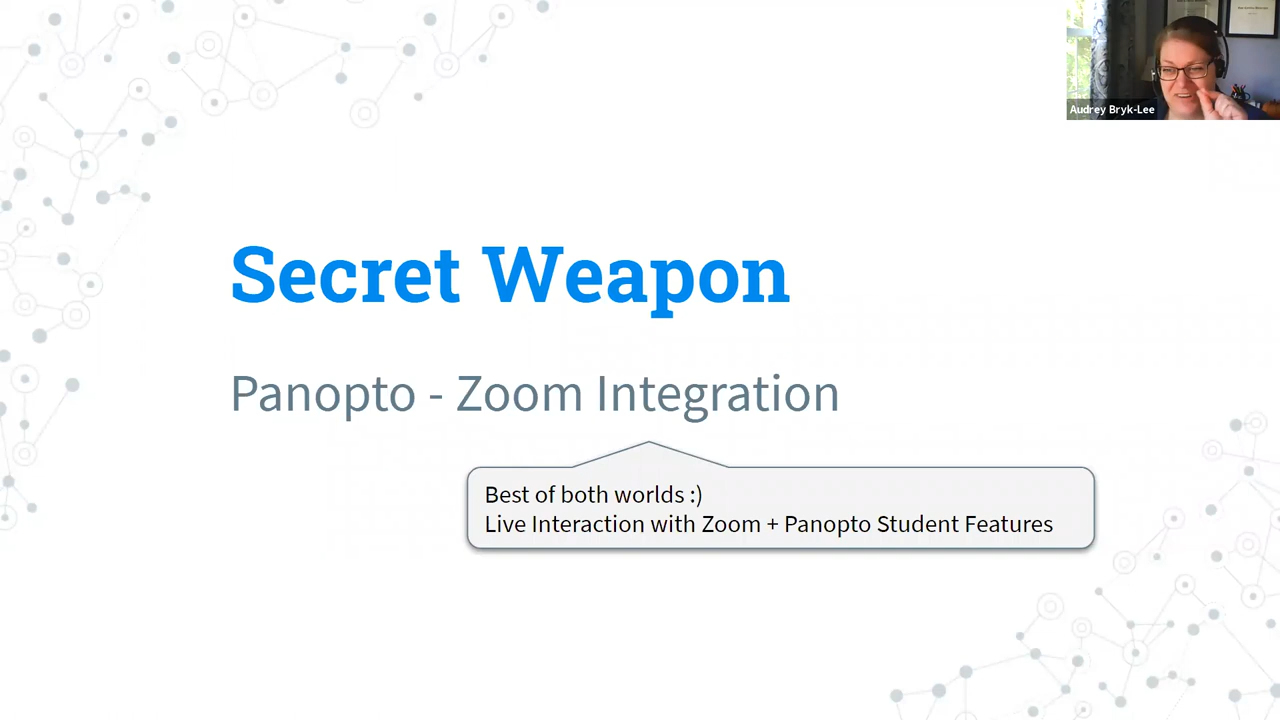 Audrey Bryk-Lee
Secret Weapon
Panopto - Zoom Integration
Best of both worlds :)
Live Interaction with Zoom + Panopto Student Features